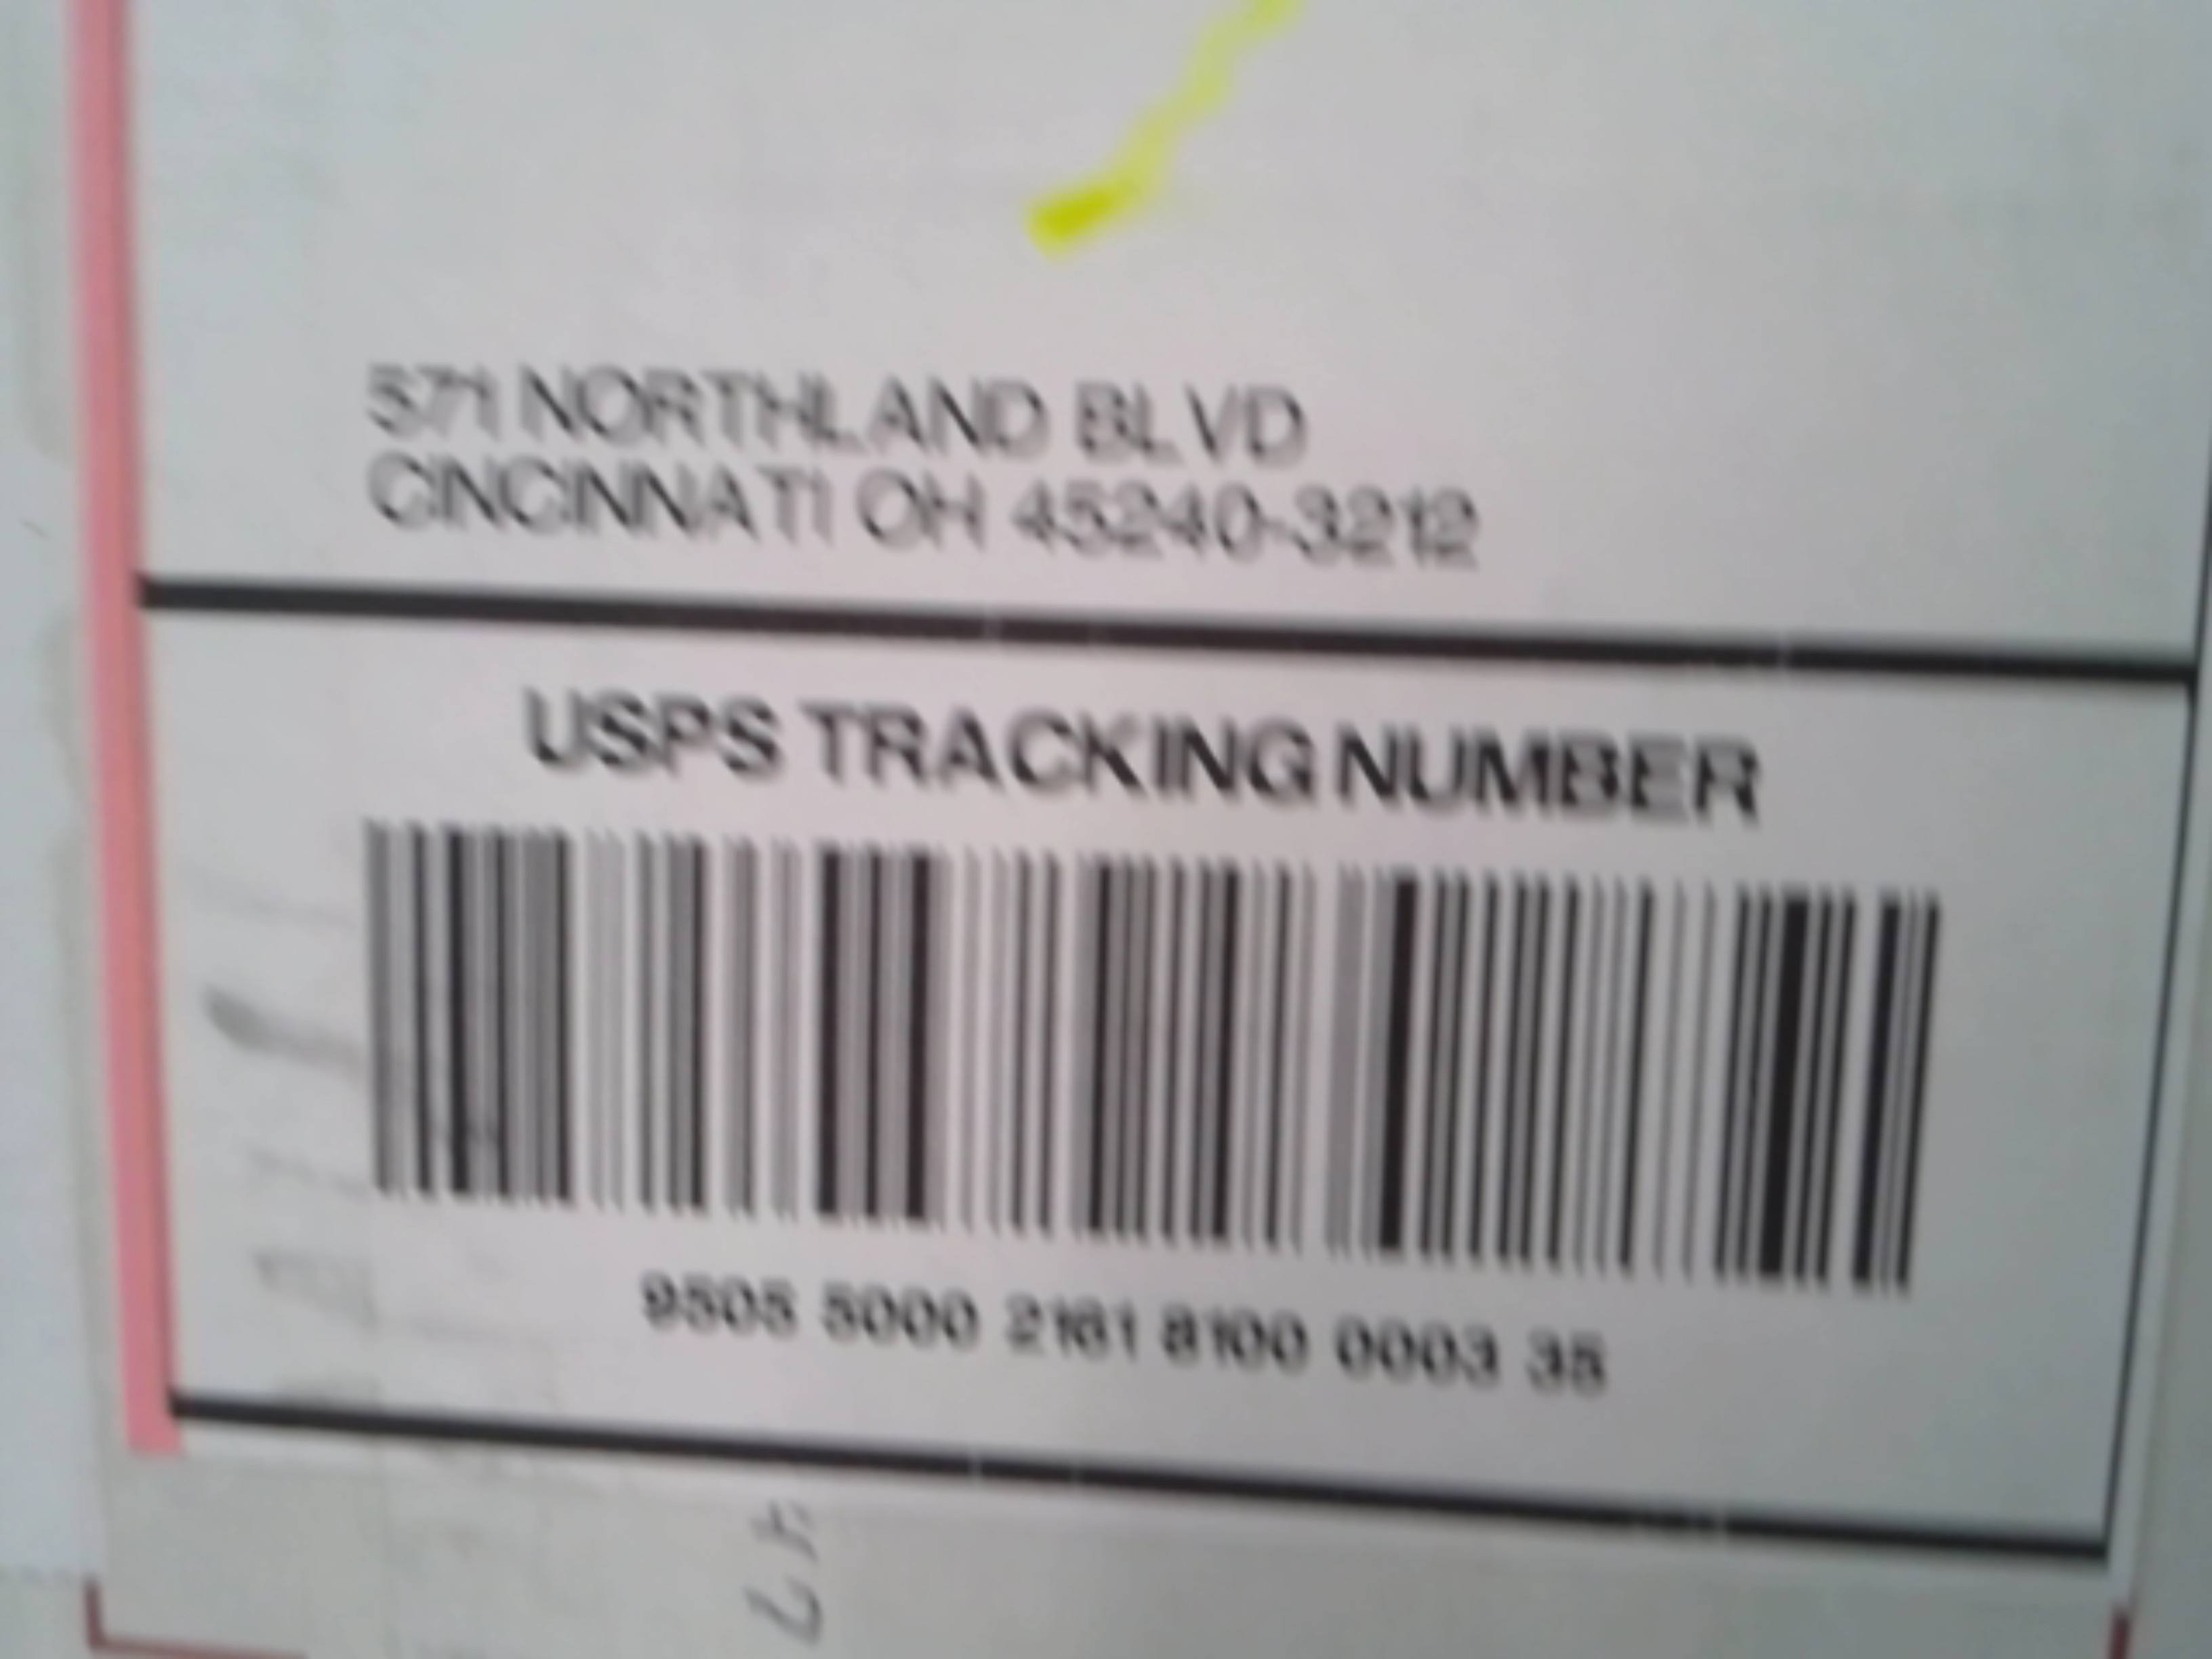 571 NORTHLAND BLVD
CINCINNATI OH 45240-3212
USPS TRACKING NUMBER
9505 5000 2161 8100 0003 35